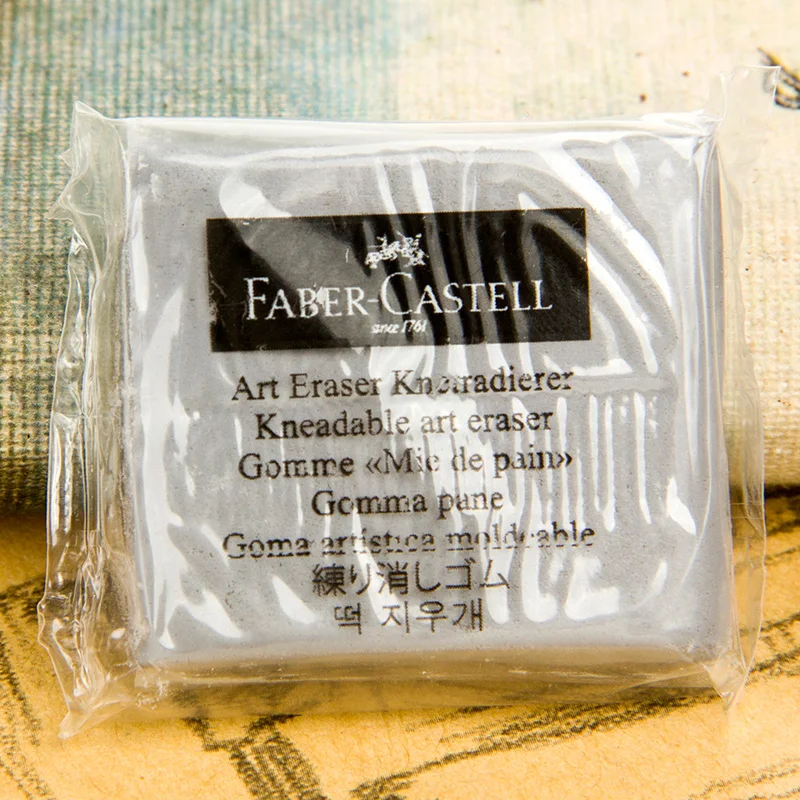 FABER-CASTELL
since 1761
Art Eraser Knetradierer
Kneadable art eraser
Gomme «Mie de pain»
Gomma pane
Goma artistica moldeable
練り消しゴム
떡 지우개